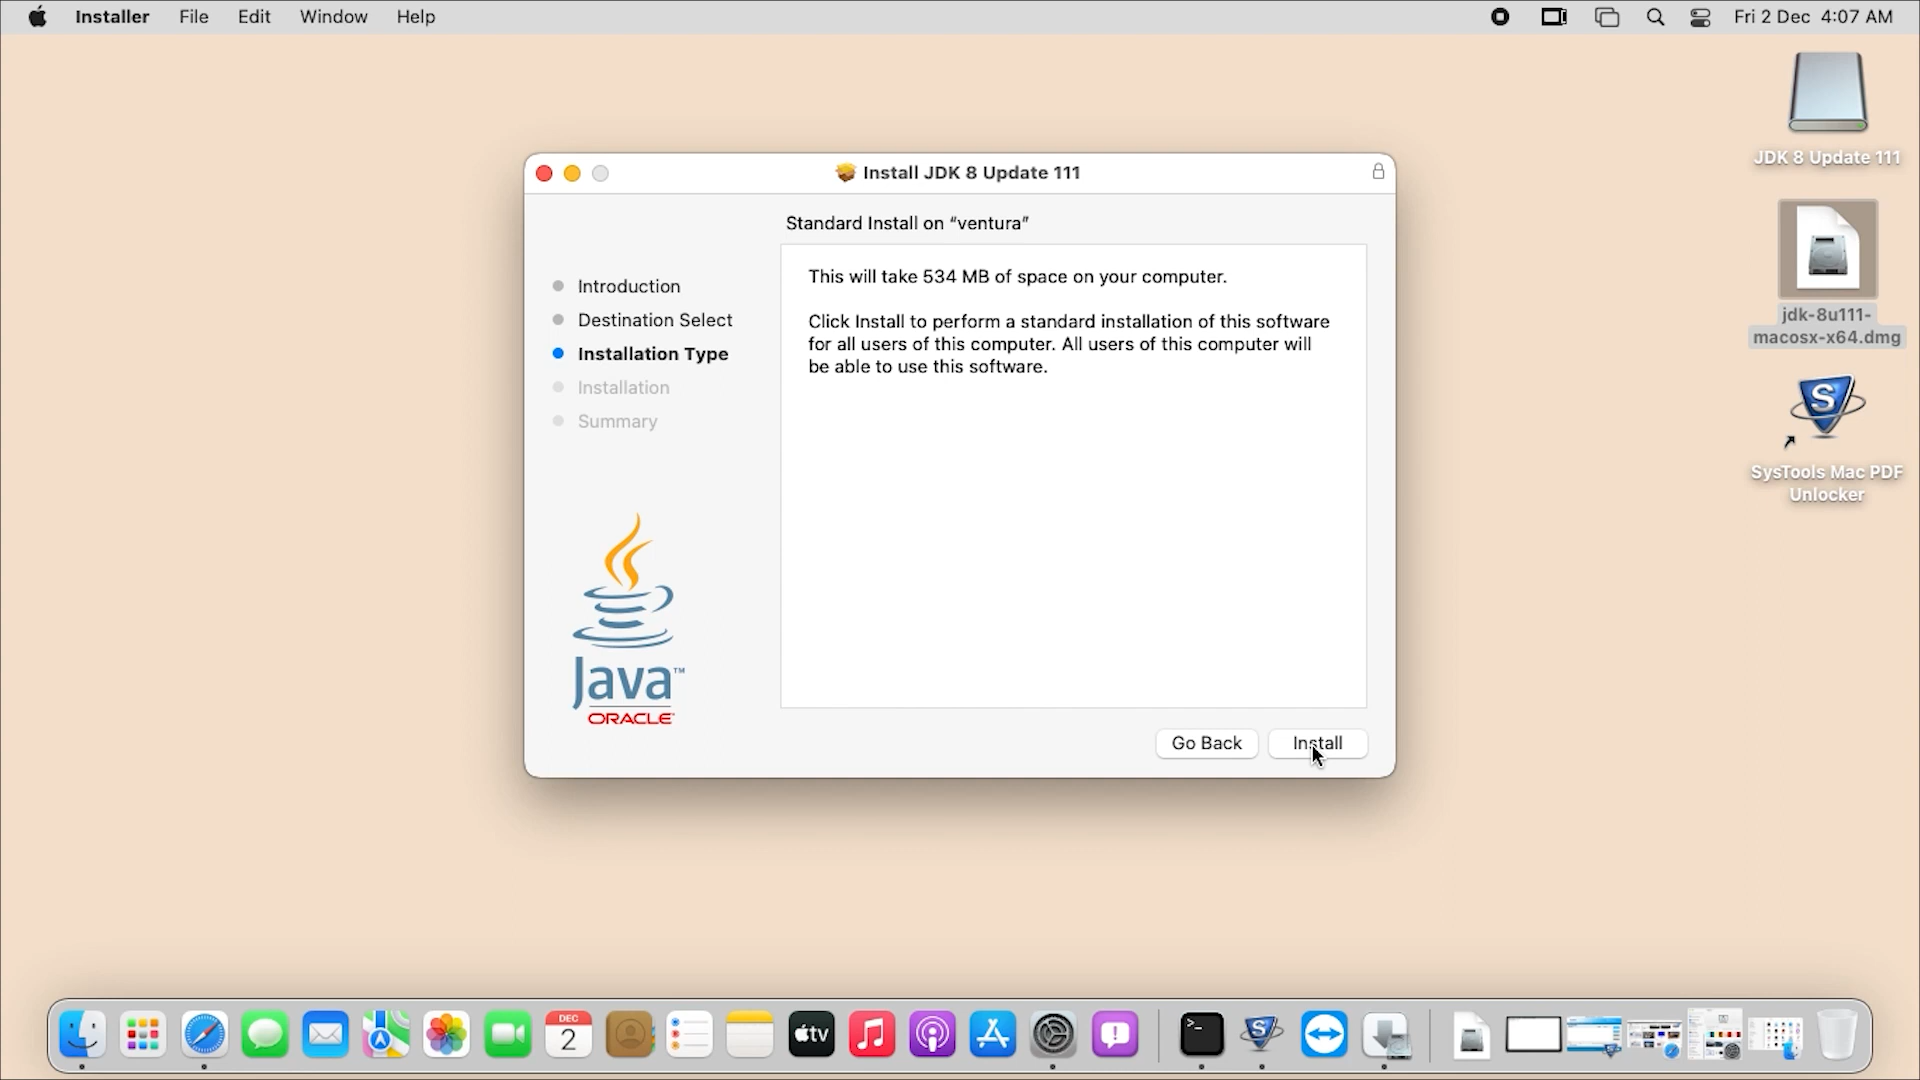 Installer File Edit Window Help
Fri 2 Dec 4:07 AM
JDK 8 Update 111
jdk-8u111-
macosx-x64.dmg
SysTools Mac PDF
Unlocker
Install JDK 8 Update 111
Standard Install on “ventura”
Introduction
Destination Select
Installation Type
Installation
Summary
This will take 534 MB of space on your computer.
Click Install to perform a standard installation of this software
for all users of this computer. All users of this computer will
be able to use this software.
Java™
ORACLE
Go Back
Install
DEC
2
tv